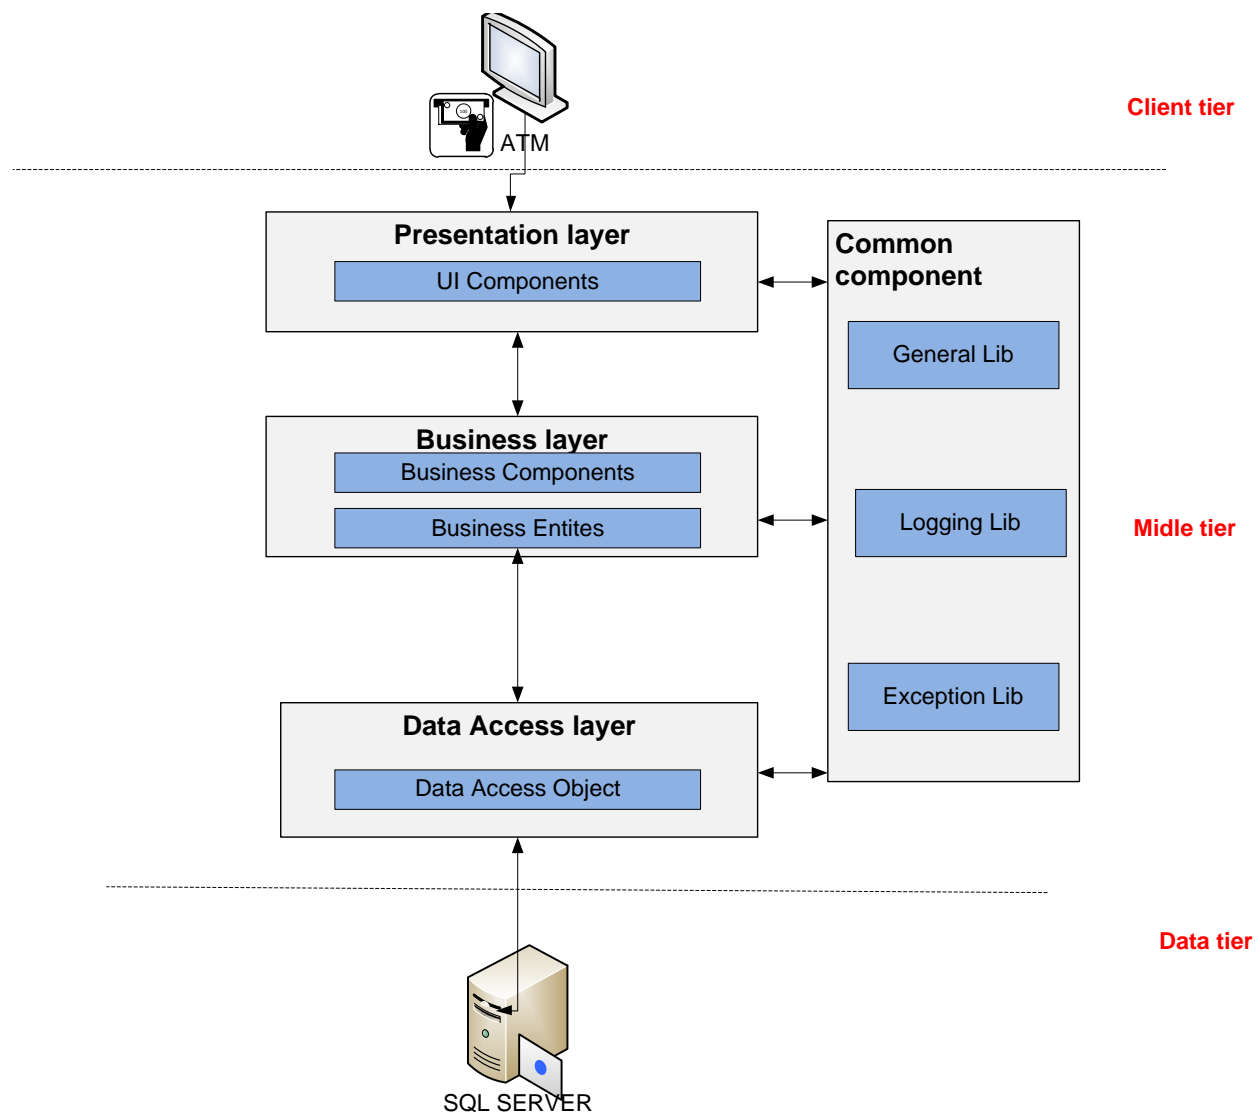 Client tier
ATM
Presentation layer
UI Components
Common
component
General Lib
Business layer
Business Components
Business Entites
Logging Lib
Midle tier
Exception Lib
Data Access layer
Data Access Object
Data tier
SQL SERVER